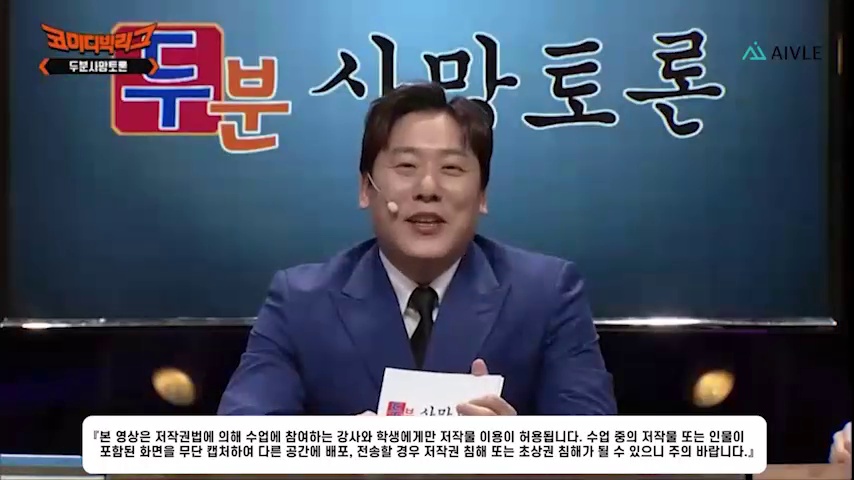 코미디빅리그
두분사망토론
두분사망토론
AIVLE
두분 사망
『본 영상은 저작권법에 의해 수업에 참여하는 강사와 학생에게만 저작물 이용이 허용됩니다. 수업 중의 저작물 또는 인물이
포함된 화면을 무단 캡처하여 다른 공간에 배포, 전송할 경우 저작권 침해 또는 초상권 침해가 될 수 있으니 주의 바랍니다.』